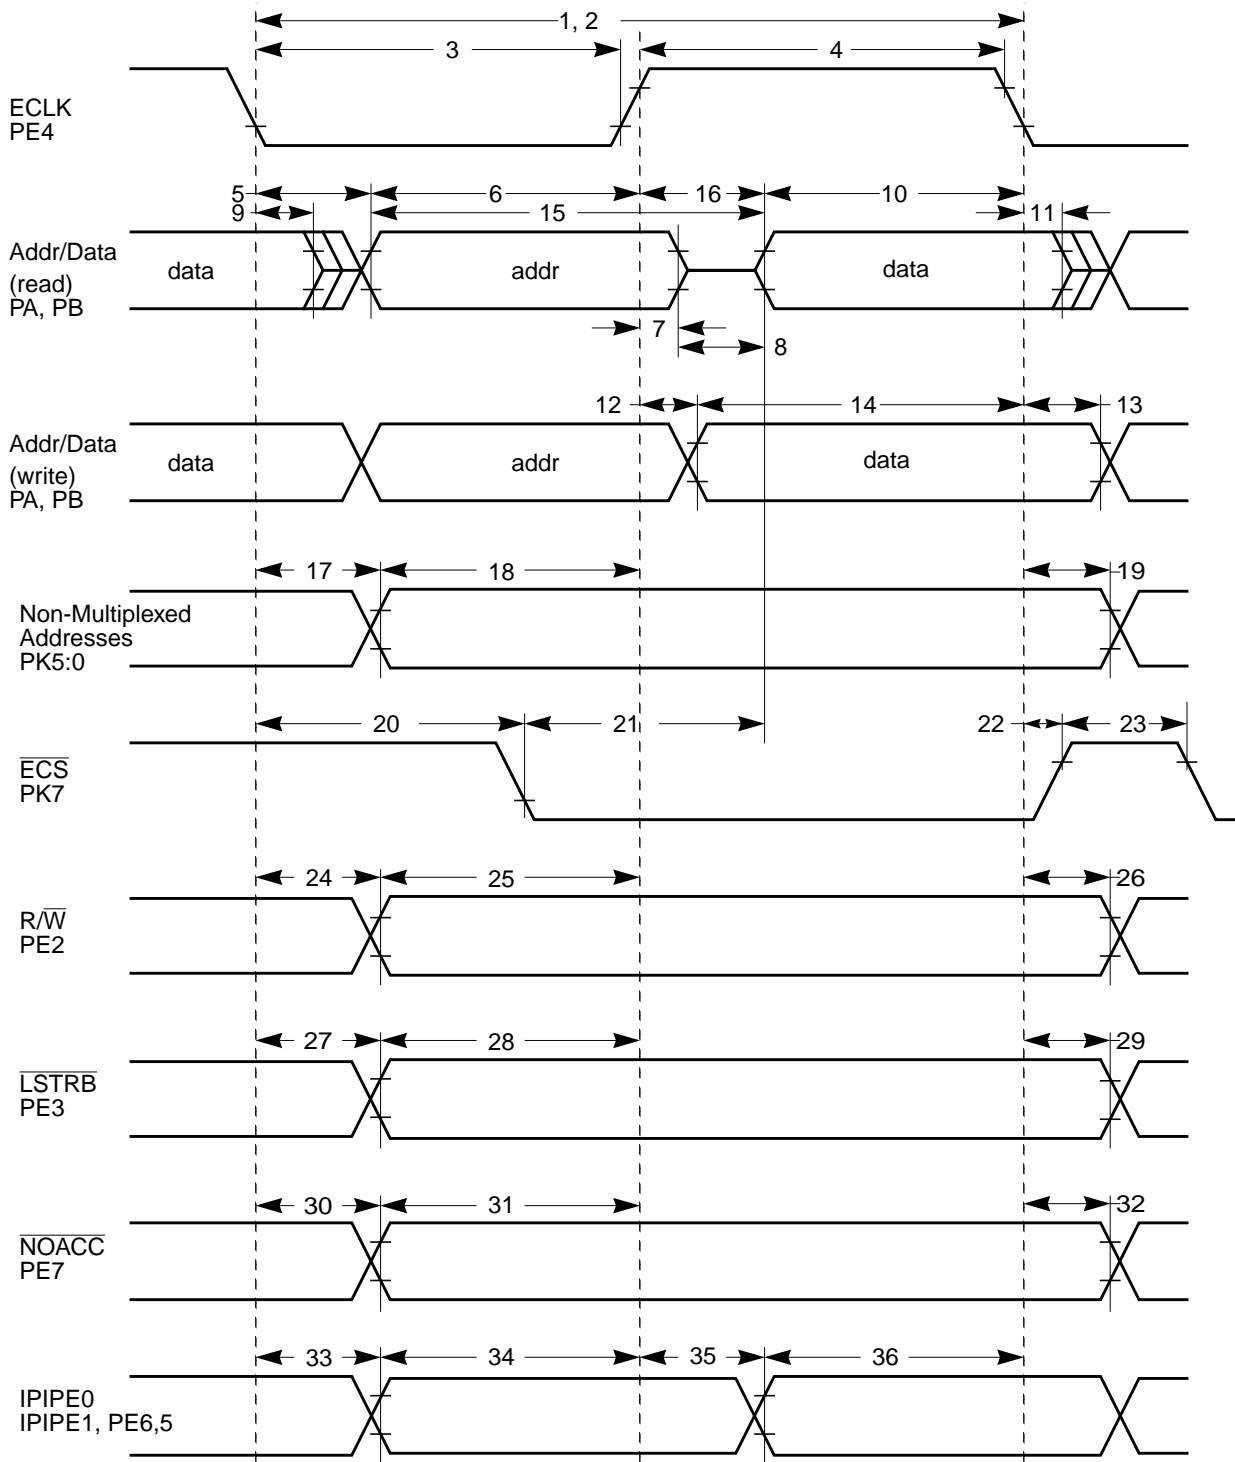 1, 2
3
4
ECLK
PE4
5
6
16
10
9
15
11
Addr/Data
(read)
PA, PB
data
addr
data
7
8
12
14
13
Addr/Data
(write)
PA, PB
data
addr
data
17
18
19
Non-Multiplexed
Addresses
PK5:0
20
21
22
23
ECS
PK7
24
25
26
R/W
PE2
27
28
29
LSTRB
PE3
30
31
32
NOACC
PE7
33
34
35
36
IPIPE0
IPIPE1, PE6,5